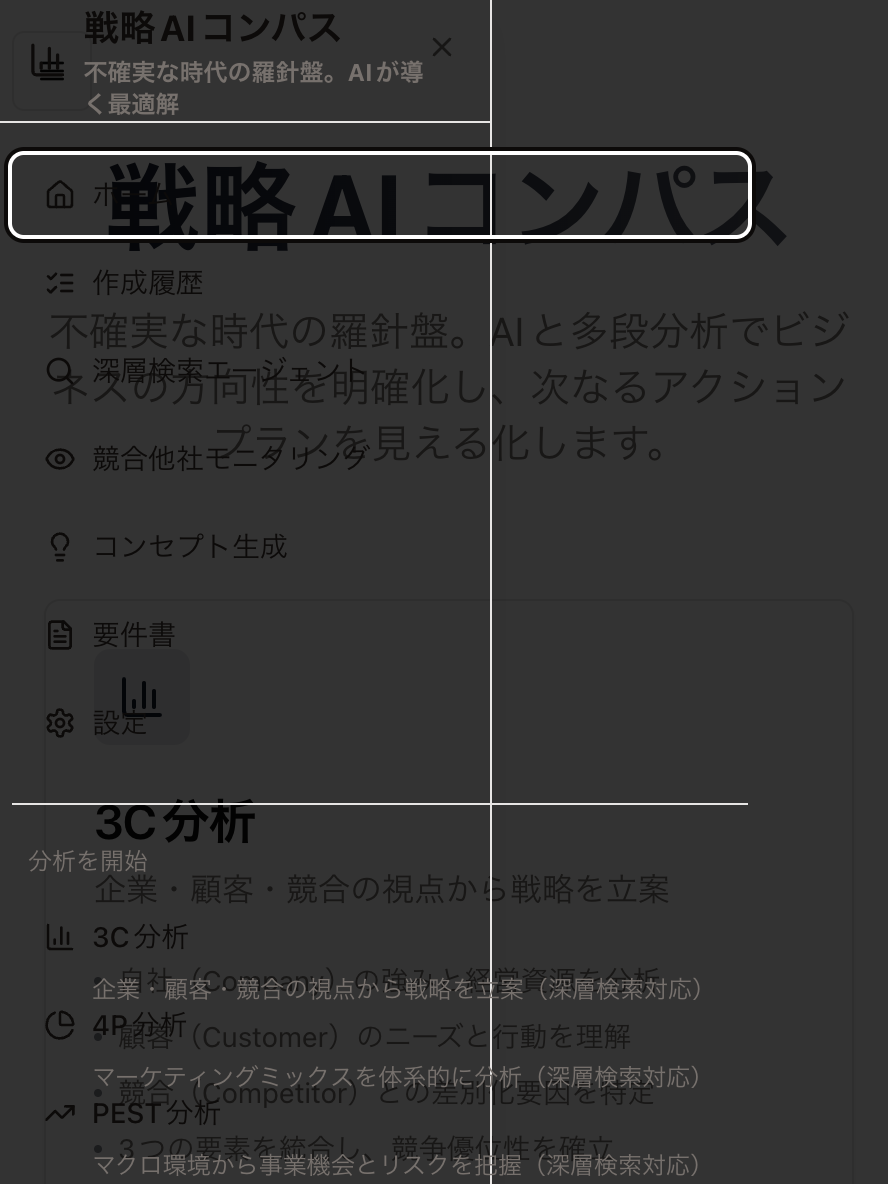 戦略AIコンパス
不確実な時代の羅針盤。AIが導
く最適解
ホーム
戦略AIコンパス
作成履歴
不確実な時代の羅針盤。AIと多段分析でビジ
深層検索エージェント
ネスの方向性を明確化し、次なるアクション
プランを見える化します。
競合他社モニタリング
コンセプト生成
要件書
設定
3C分析
分析を開始
企業・顧客・競合の視点から戦略を立案
3C分析
• 自社（Company）の強みと経営資源を分析
企業・顧客・競合の視点から戦略を立案（深層検索対応）
4P分析
• 顧客（Customer）のニーズと行動を理解
マーケティングミックスを体系的に分析（深層検索対応）
• 競合（Competitor）との差別化要因を特定
PEST分析
• 3つの要素を統合し、競争優位性を確立
マクロ環境から事業機会とリスクを把握（深層検索対応）